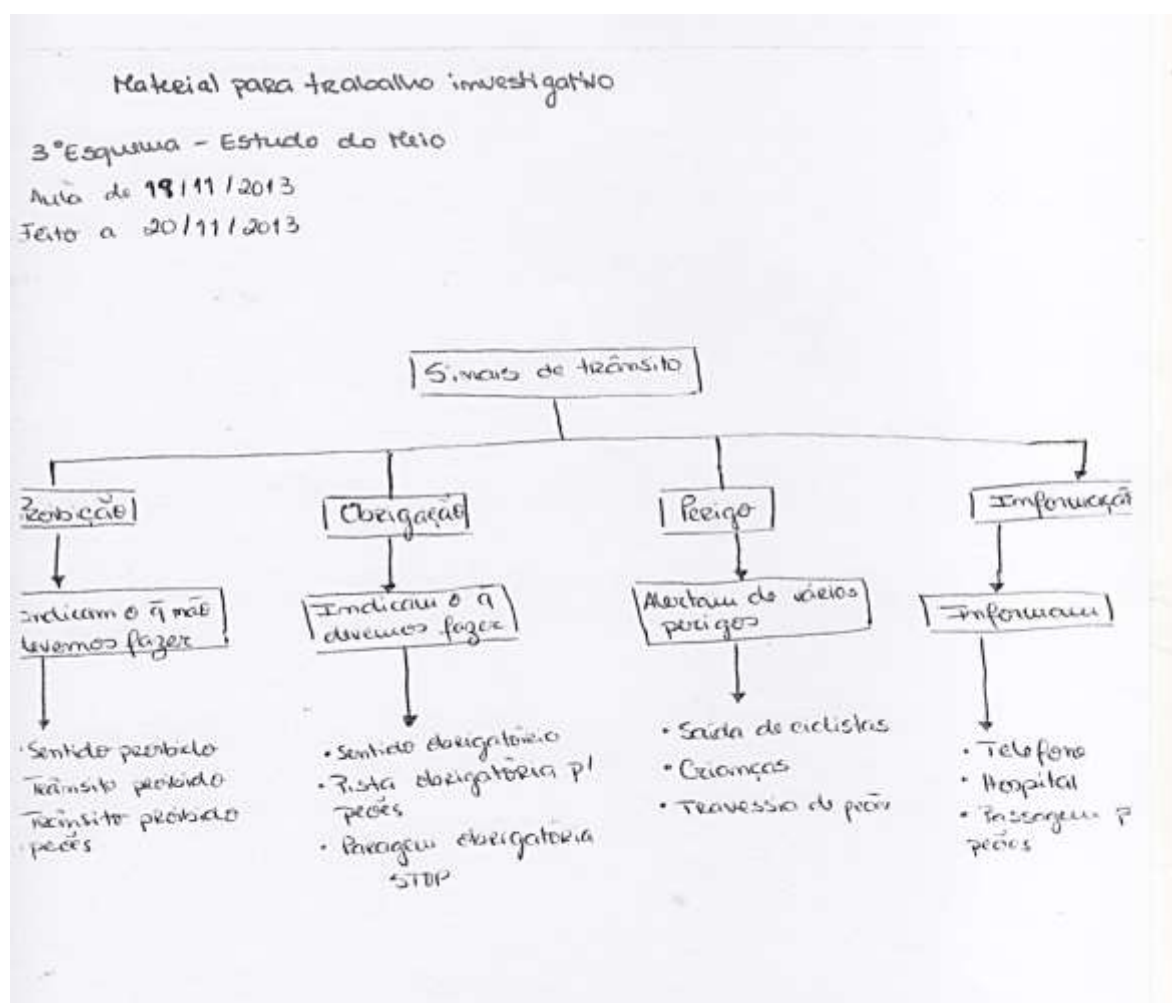 Material para trabalho investigativo
3º Esquema - Estudo do Meio
Aula de 19/11/2013
Feito a 20/11/2013
Sinais de trânsito
Proibição
Obrigação
Perigo
Informaçã
Indicam o q̄ não
devemos fazer
Indicam o q̄
devemos fazer
Alertam de vários
perigos
Informam
· Sentido proibido
Trânsito proibido
Trânsito proibido
peões
· Sentido obrigatório
· Pista obrigatória p/
peões
· Paragem obrigatória
STOP
· Saída de ciclistas
· Crianças
· Travessia de peões
· Telefone
· Hospital
· Passagem p
peões